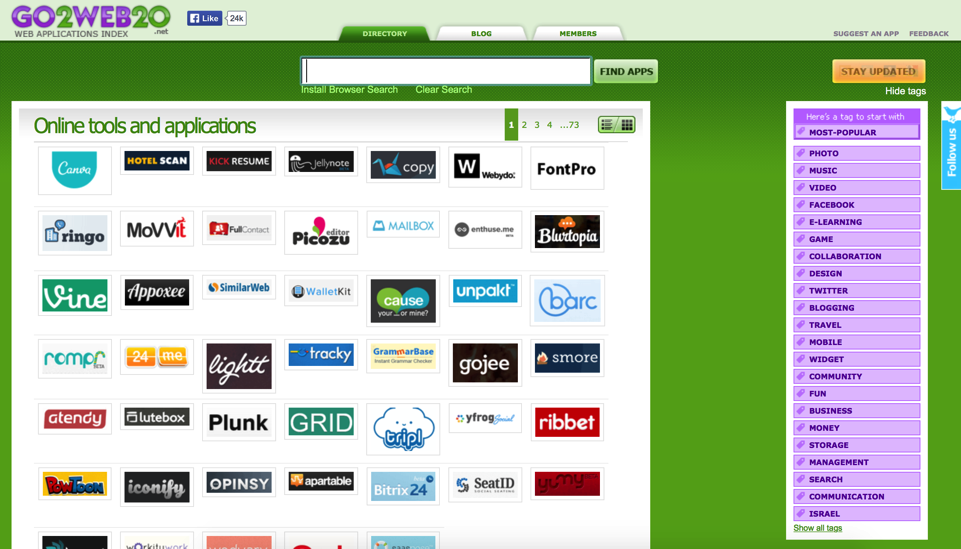 GO2WEB20
.net
WEB APPLICATIONS INDEX
Like
24k
DIRECTORY
BLOG
MEMBERS
SUGGEST AN APP
FEEDBACK
FIND APPS
STAY UPDATED
Install Browser Search
Clear Search
Hide tags
Online tools and applications
1 2 3 4 ...73
Canva
HOTEL SCAN
KICK RESUME
jellynote
copy
W Webydo
FontPro
ringo
MoVVit
FullContact
Picozu editor
MAILBOX
enthuse.me
Blurtopia
Vine
Appoxee
SimilarWeb
WalletKit
cause
your or mine?
unpakt
barc
rompr
BETA
24 me
lightt
tracky
GrammarBase
Instant Grammar Checker
gojee
smore
atendy
lutebox
Plunk
GRID
tripl
yfrog Social
ribbet
PowToon
iconify
OPINSY
apartable
Bitrix24
SeatID
SOCIAL SEATING
yumy
workitywork
Here's a tag to start with
MOST-POPULAR
PHOTO
MUSIC
VIDEO
FACEBOOK
E-LEARNING
GAME
COLLABORATION
DESIGN
TWITTER
BLOGGING
TRAVEL
MOBILE
WIDGET
COMMUNITY
FUN
BUSINESS
MONEY
STORAGE
MANAGEMENT
SEARCH
COMMUNICATION
ISRAEL
Show all tags
Follow us